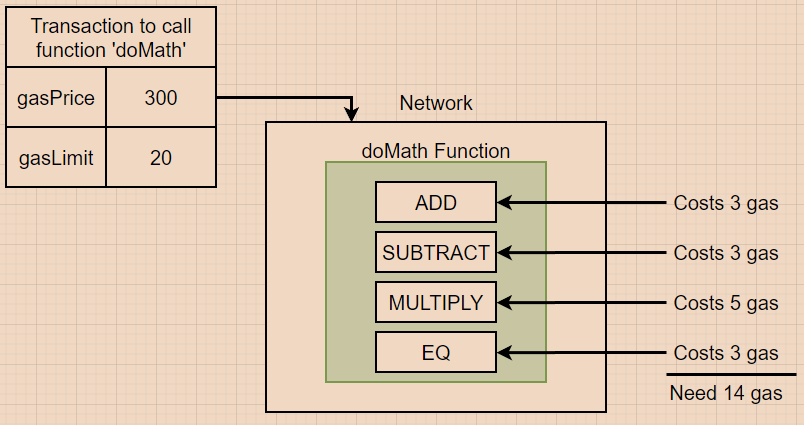 Transaction to call
function 'doMath'
gasPrice 300
gasLimit 20
Network
doMath Function
ADD Costs 3 gas
SUBTRACT Costs 3 gas
MULTIPLY Costs 5 gas
EQ Costs 3 gas
Need 14 gas